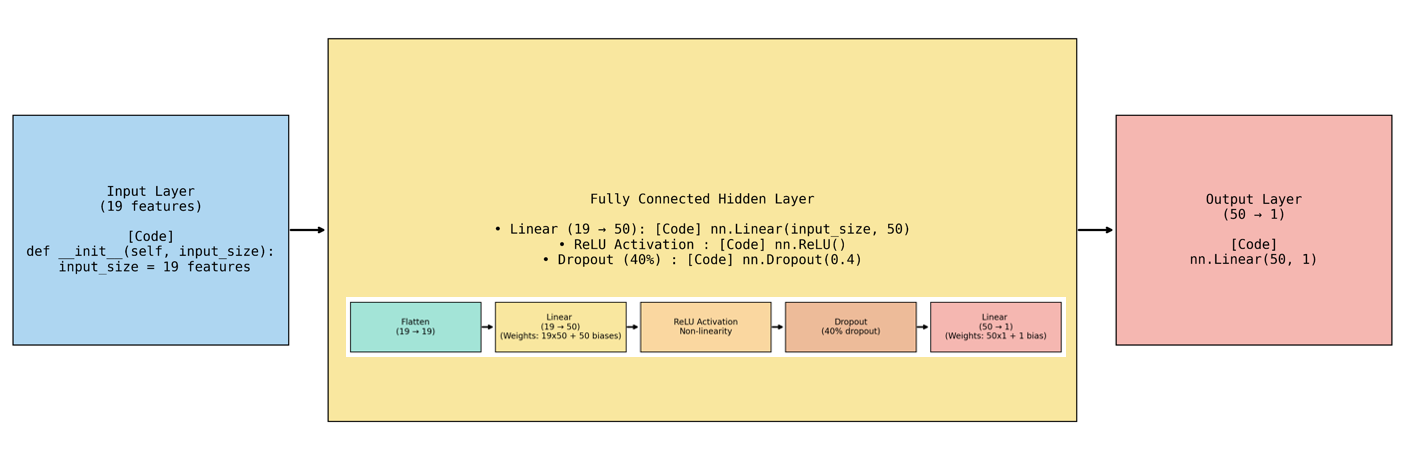 Input Layer
(19 features)
[Code]
def __init__(self, input_size):
input_size = 19 features
Fully Connected Hidden Layer
• Linear (19 → 50): [Code] nn.Linear(input_size, 50)
• ReLU Activation : [Code] nn.ReLU()
• Dropout (40%) : [Code] nn.Dropout(0.4)
Flatten
(19 → 19)
Linear
(19 → 50)
(Weights: 19x50 + 50 biases)
ReLU Activation
Non-linearity
Dropout
(40% dropout)
Linear
(50 → 1)
(Weights: 50x1 + 1 bias)
Output Layer
(50 → 1)
[Code]
nn.Linear(50, 1)